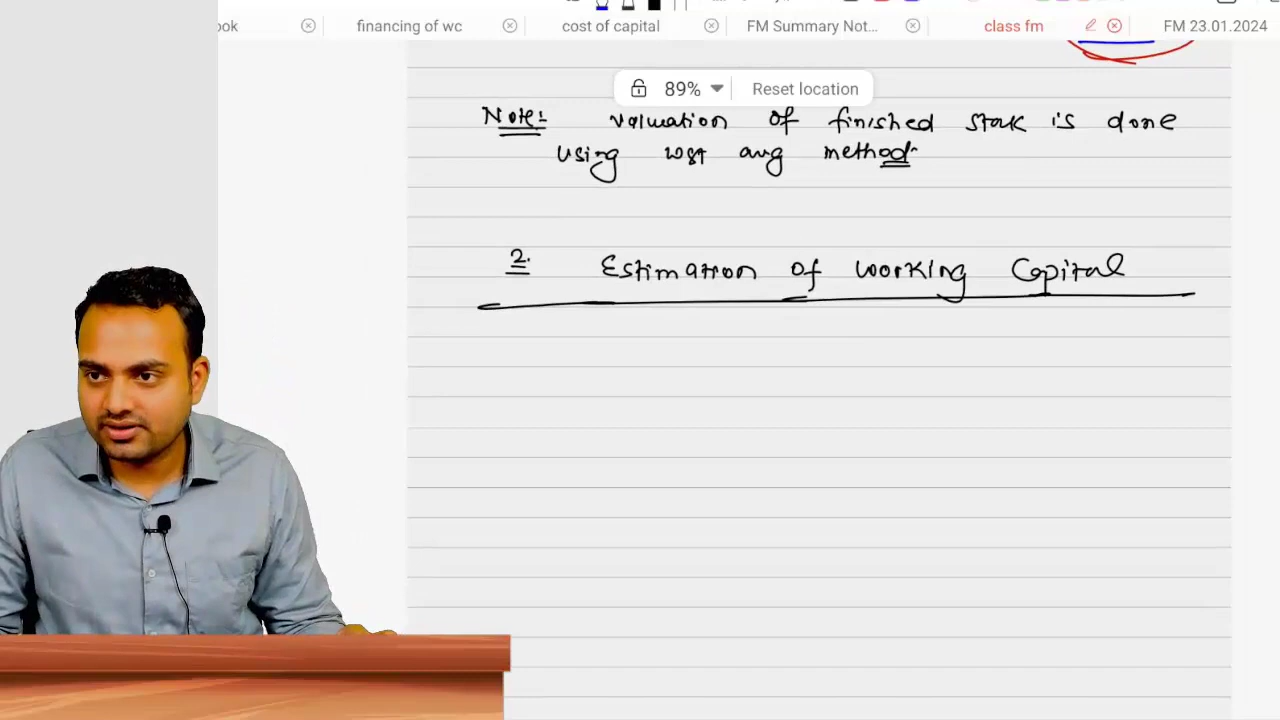 ook financing of wc cost of capital FM Summary Not... class fm FM 23.01.2024
89% Reset location
Note:- valuation of finished stock is done
using wgt avg method.
2. Estimation of working Capital